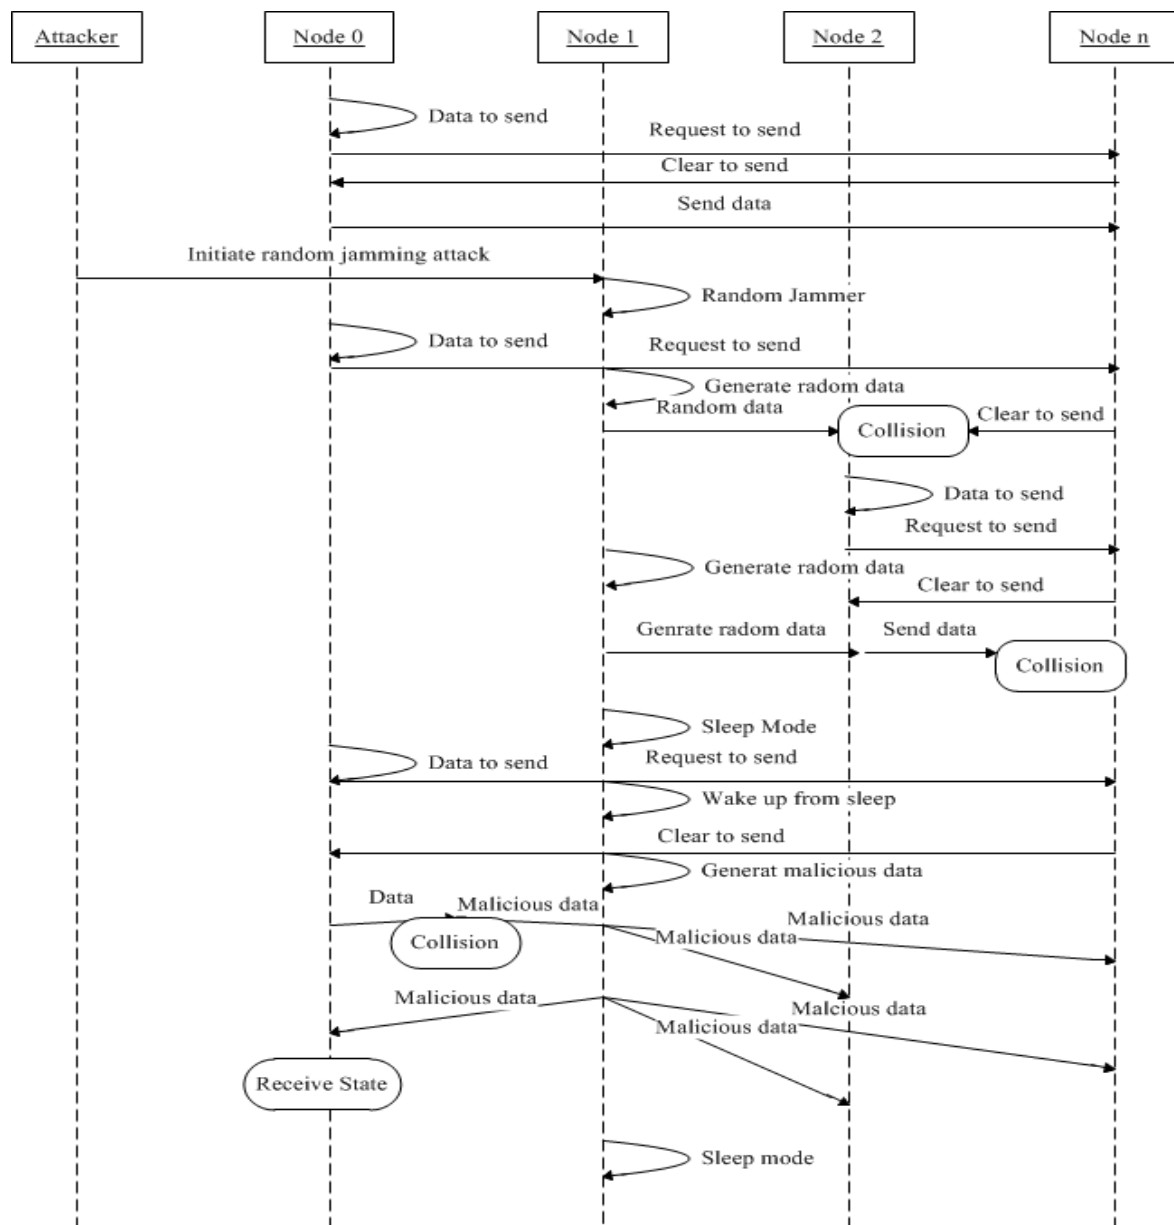 Attacker
Node 0
Node 1
Node 2
Node n
Data to send
Request to send
Clear to send
Send data
Initiate random jamming attack
Random Jammer
Data to send
Request to send
Generate radom data
Random data
Collision
Clear to send
Data to send
Request to send
Generate radom data
Clear to send
Genrate radom data
Send data
Collision
Sleep Mode
Data to send
Request to send
Wake up from sleep
Clear to send
Generat malicious data
Data
Malicious data
Malicious data
Malicious data
Collision
Malicious data
Malcious data
Malicious data
Receive State
Sleep mode